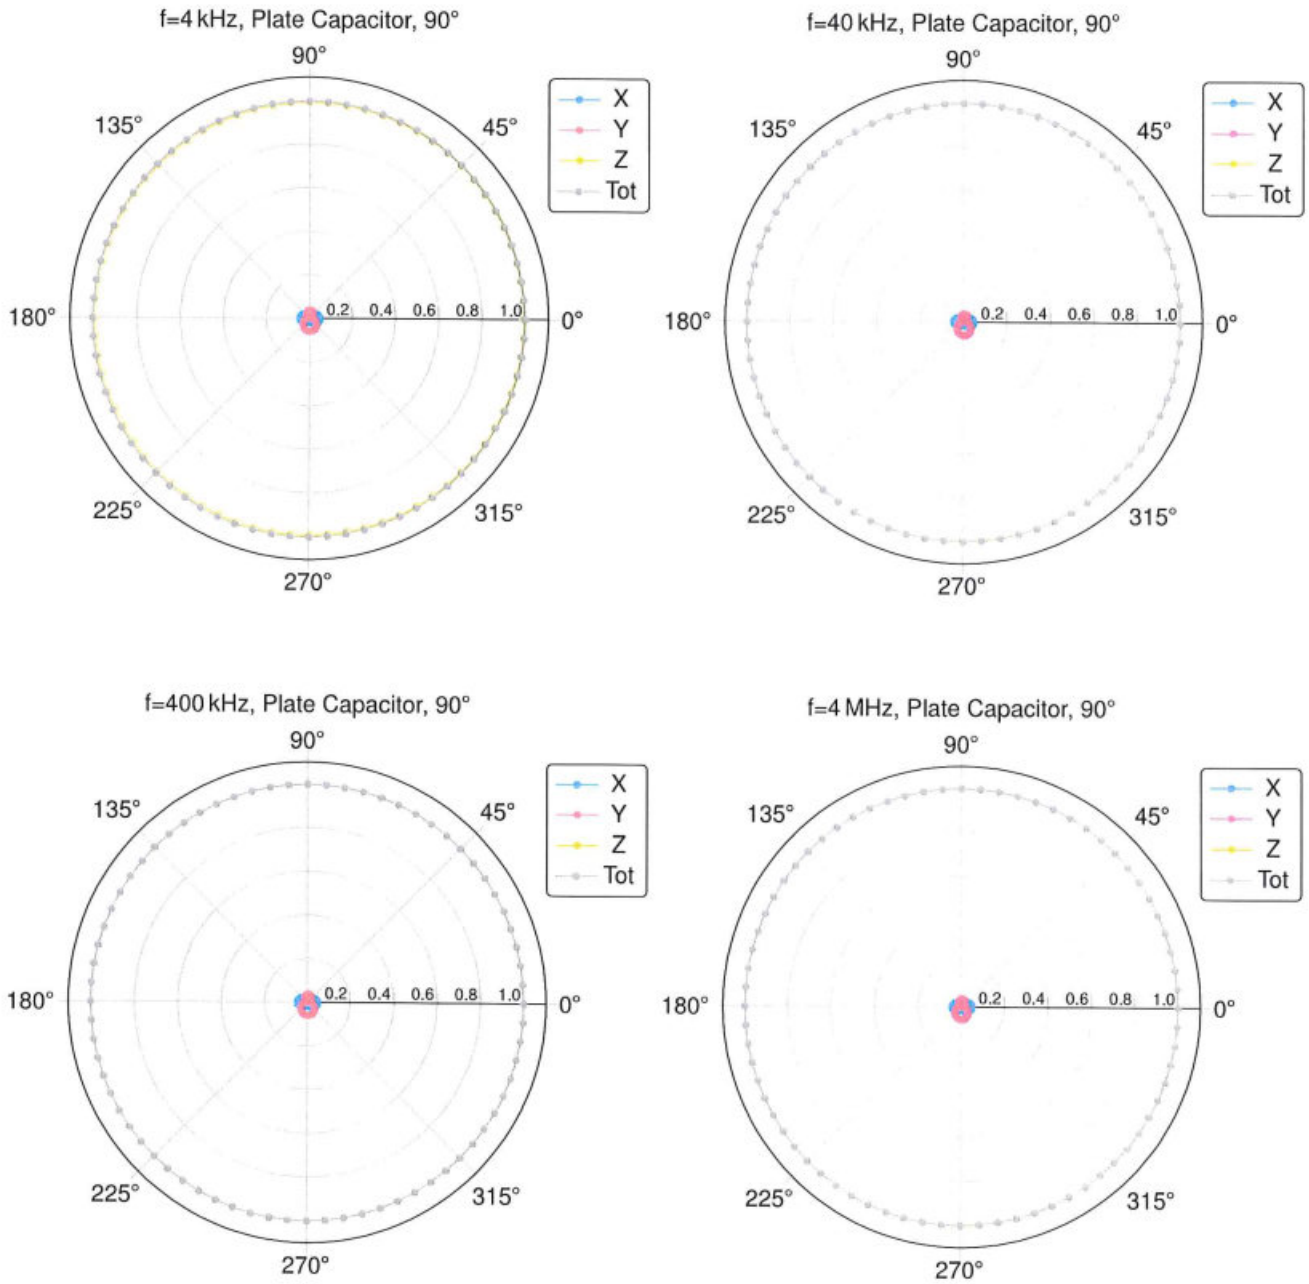 f=4 kHz, Plate Capacitor, 90°
90°
135°
45°
180°
0.2 0.4 0.6 0.8 1.0
0°
225°
315°
270°
X
Y
Z
Tot
f=40 kHz, Plate Capacitor, 90°
90°
135°
45°
180°
0.2 0.4 0.6 0.8 1.0
0°
225°
315°
270°
X
Y
Z
Tot
f=400 kHz, Plate Capacitor, 90°
90°
135°
45°
180°
0.2 0.4 0.6 0.8 1.0
0°
225°
315°
270°
X
Y
Z
Tot
f=4 MHz, Plate Capacitor, 90°
90°
135°
45°
180°
0.2 0.4 0.6 0.8 1.0
0°
225°
315°
270°
X
Y
Z
Tot